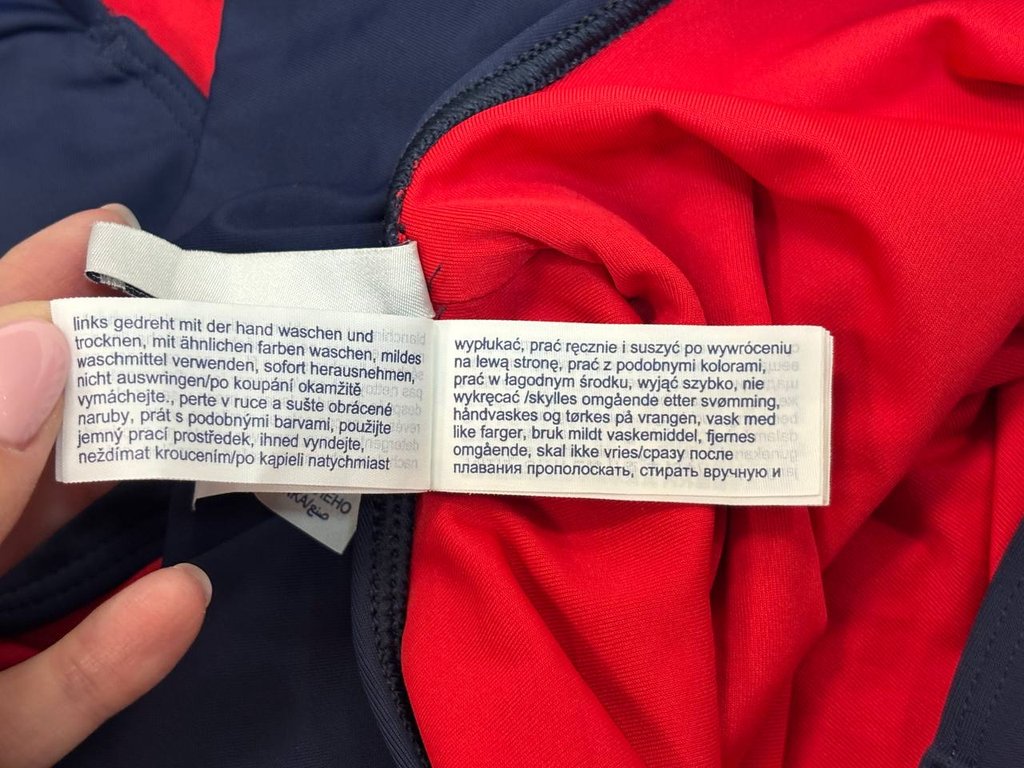 links gedreht mit der hand waschen und
trocknen, mit ähnlichen farben waschen, mildes
waschmittel verwenden, sofort herausnehmen,
nicht auswringen/po koupání okamžitě
vymáchejte., perte v ruce a sušte obrácené
naruby, prát s podobnými barvami, použijte
jemný prací prostředek, ihned vyndejte,
neždímat kroucením/po kąpieli natychmiast
wypłukać, prać ręcznie i suszyć po wywróceniu
na lewą stronę, prać z podobnymi kolorami,
prać w łagodnym środku, wyjąć szybko, nie
wykręcać /skylles omgående etter svømming,
håndvaskes og tørkes på vrangen, vask med
like farger, bruk mildt vaskemiddel, fjernes
omgående, skal ikke vries/сразу после
плавания прополоскать, стирать вручную и